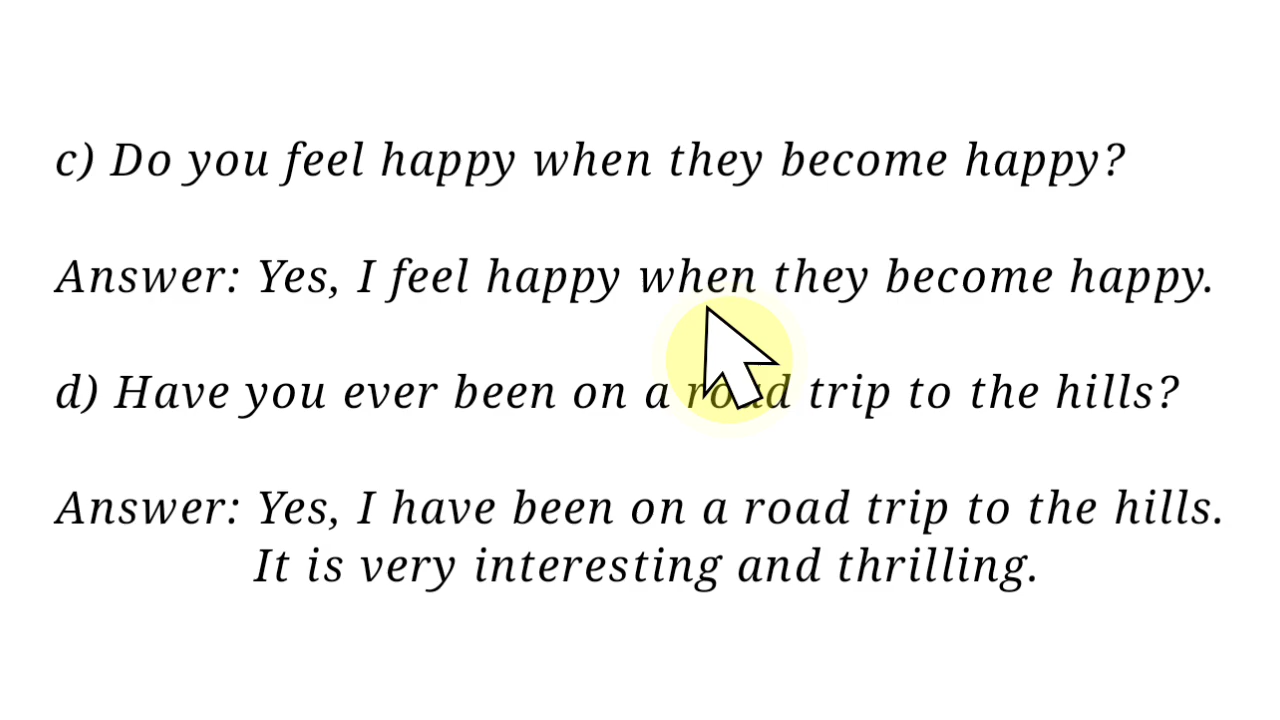 c) Do you feel happy when they become happy?
Answer: Yes, I feel happy when they become happy.
d) Have you ever been on a road trip to the hills?
Answer: Yes, I have been on a road trip to the hills.
It is very interesting and thrilling.